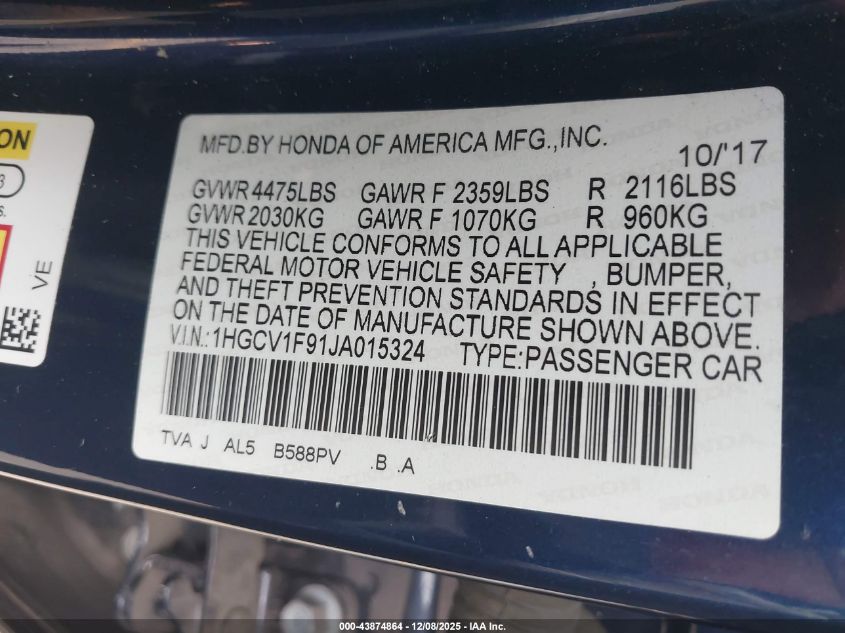 ON
3
s.
VE
MFD.BY HONDA OF AMERICA MFG.,INC.
10/'17
GVWR 4475LBS GAWR F 2359LBS R 2116LBS
GVWR 2030KG GAWR F 1070KG R 960KG
THIS VEHICLE CONFORMS TO ALL APPLICABLE
FEDERAL MOTOR VEHICLE SAFETY , BUMPER,
AND THEFT PREVENTION STANDARDS IN EFFECT
ON THE DATE OF MANUFACTURE SHOWN ABOVE.
V.I.N.: 1HGCV1F91JA015324 TYPE:PASSENGER CAR
TVA J AL5 B588PV .B .A
000-43874864 - 12/08/2025 - IAA Inc.